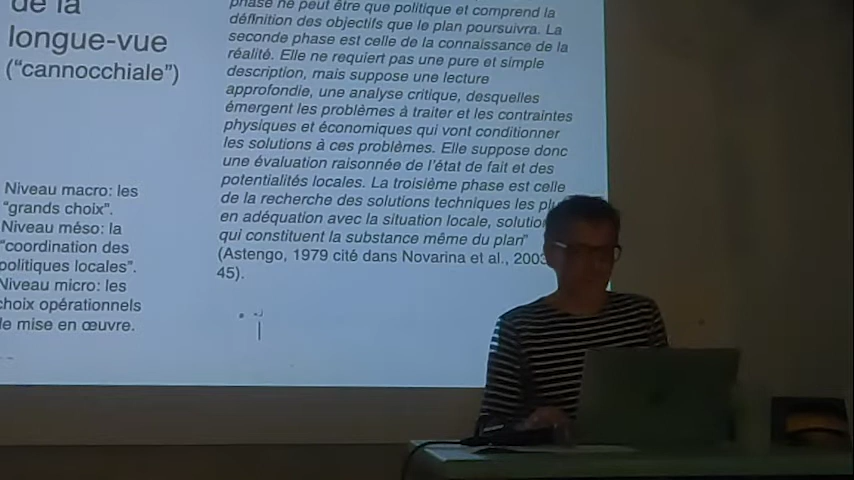 de la
longue-vue
("cannocchiale")
Niveau macro: les
"grands choix".
Niveau méso: la
"coordination des
politiques locales".
Niveau micro: les
choix opérationnels
de mise en œuvre.
phase ne peut être que politique et comprend la
définition des objectifs que le plan poursuivra. La
seconde phase est celle de la connaissance de la
réalité. Elle ne requiert pas une pure et simple
description, mais suppose une lecture
approfondie, une analyse critique, desquelles
émergent les problèmes à traiter et les contraintes
physiques et économiques qui vont conditionner
les solutions à ces problèmes. Elle suppose donc
une évaluation raisonnée de l'état de fait et des
potentialités locales. La troisième phase est celle
de la recherche des solutions techniques les plu
en adéquation avec la situation locale, solution
qui constituent la substance même du plan"
(Astengo, 1979 cité dans Novarina et al., 2003
45).